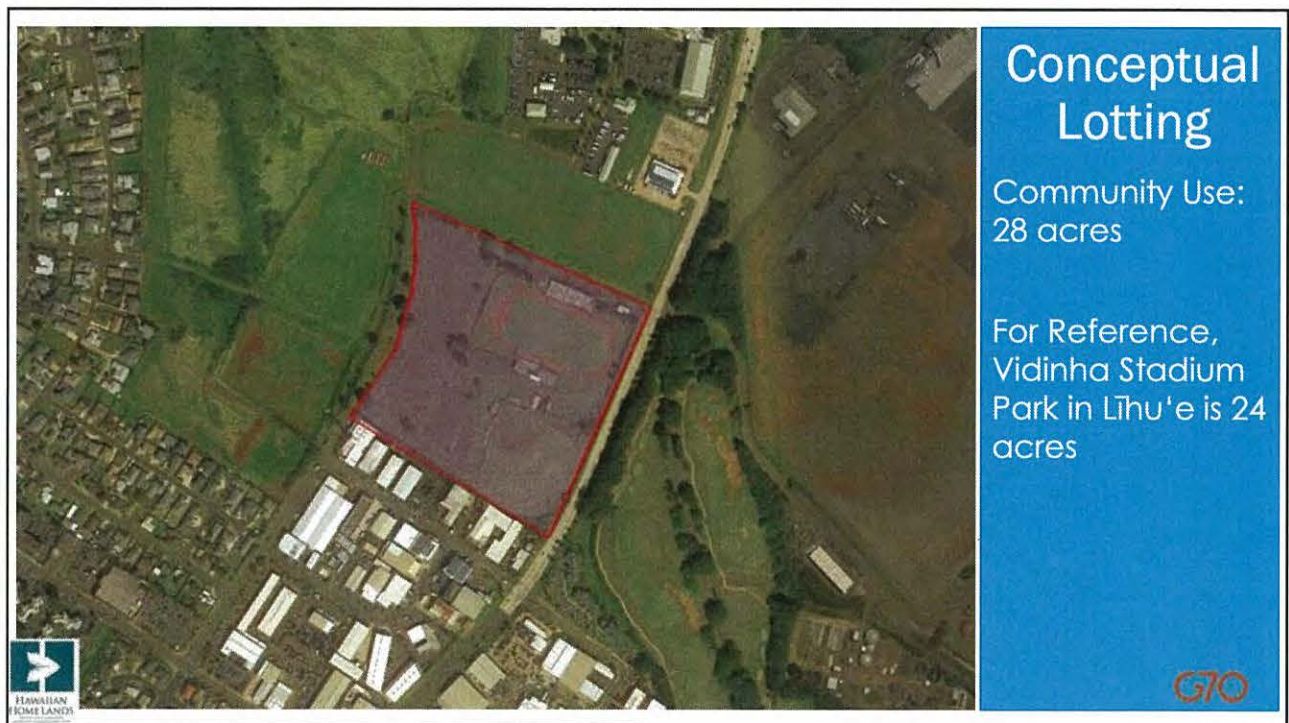 Conceptual
Lotting
Community Use:
28 acres
For Reference,
Vidinha Stadium
Park in Līhuʻe is 24
acres
HAWAIIAN
HOME LANDS
G70